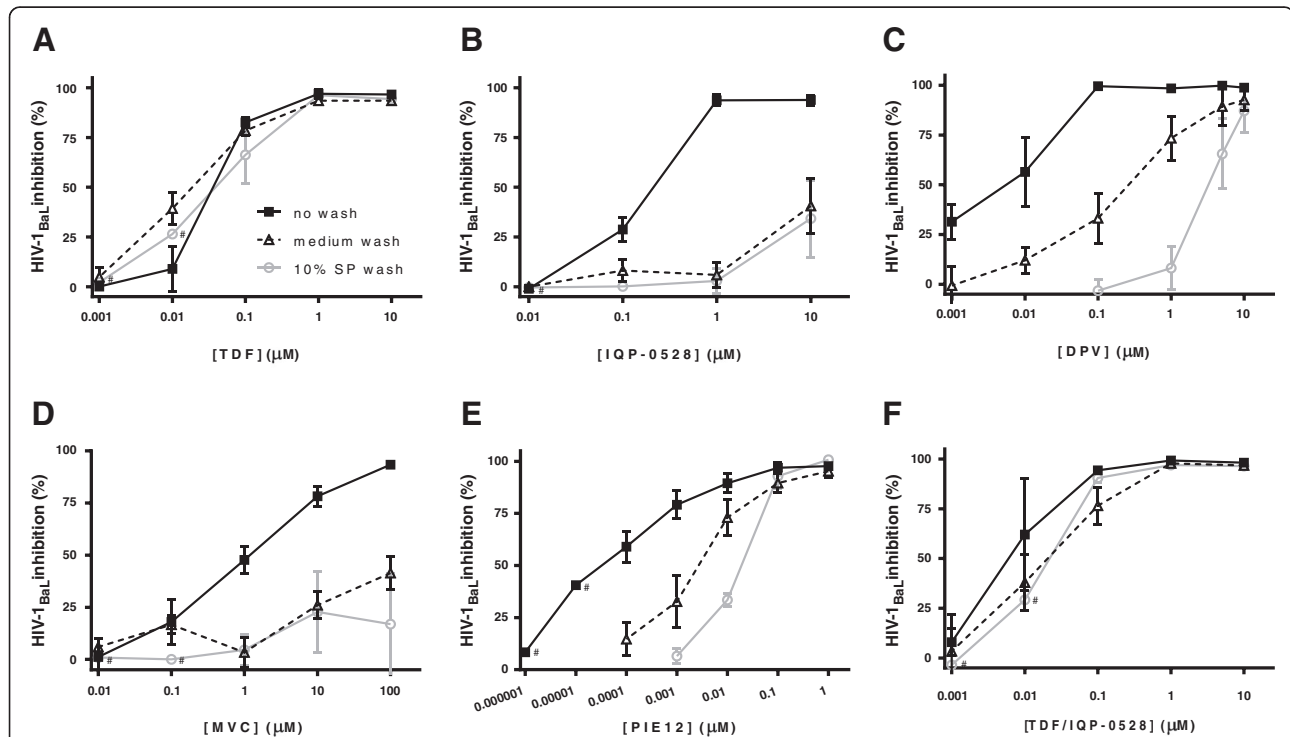 A
HIV-1BaL inhibition (%)
100
75
50
25
0
0.001 0.01 0.1 1 10
[TDF] (μM)
no wash
medium wash
10% SP wash
#
#
B
HIV-1BaL inhibition (%)
100
75
50
25
0
0.01 0.1 1 10
[IQP-0528] (μM)
#
C
HIV-1BaL inhibition (%)
100
75
50
25
0
0.001 0.01 0.1 1 10
[DPV] (μM)
D
HIV-1BaL inhibition (%)
100
75
50
25
0
0.01 0.1 1 10 100
[MVC] (μM)
# #
E
HIV-1BaL inhibition (%)
100
75
50
25
0
0.000001 0.00001 0.0001 0.001 0.01 0.1 1
[PIE12] (μM)
#
#
F
HIV-1BaL inhibition (%)
100
75
50
25
0
0.001 0.01 0.1 1 10
[TDF/IQP-0528] (μM)
#
#